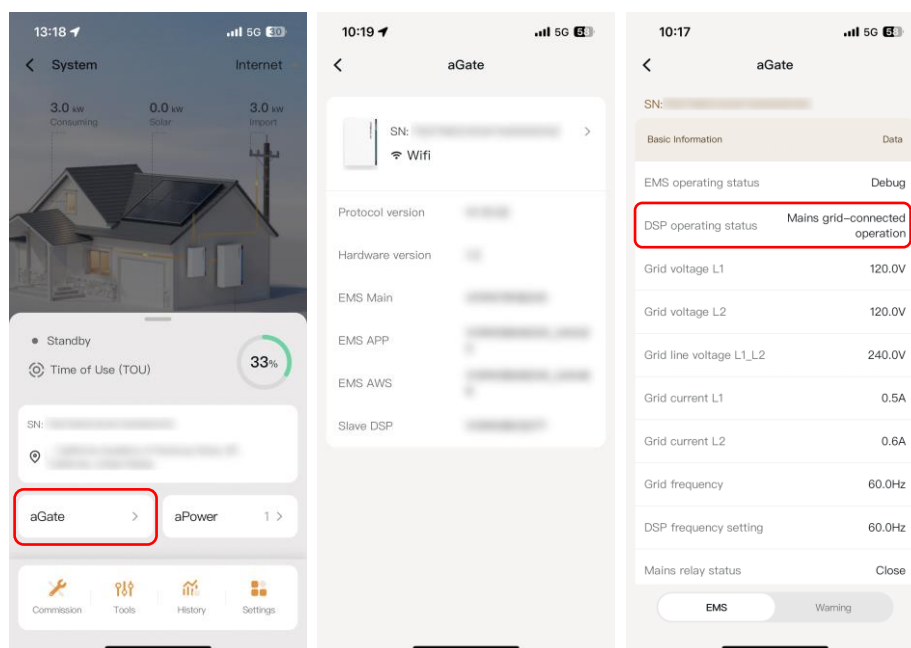 13:18
5G 30
System
Internet
3.0 kW
0.0 kW
3.0 kW
Consuming
Solar
Import
Standby
Time of Use (TOU)
33%
SN:
aGate
aPower
1
Commission
Tools
History
Settings
10:19
5G
aGate
SN:
Wifi
Protocol version
Hardware version
EMS Main
EMS APP
EMS AWS
Slave DSP
10:17
5G
aGate
SN:
Basic Information
Data
EMS operating status
Debug
DSP operating status
Mains grid-connected
operation
Grid voltage L1
120.0V
Grid voltage L2
120.0V
Grid line voltage L1_L2
240.0V
Grid current L1
0.5A
Grid current L2
0.6A
Grid frequency
60.0Hz
DSP frequency setting
60.0Hz
Mains relay status
Close
EMS
Warning